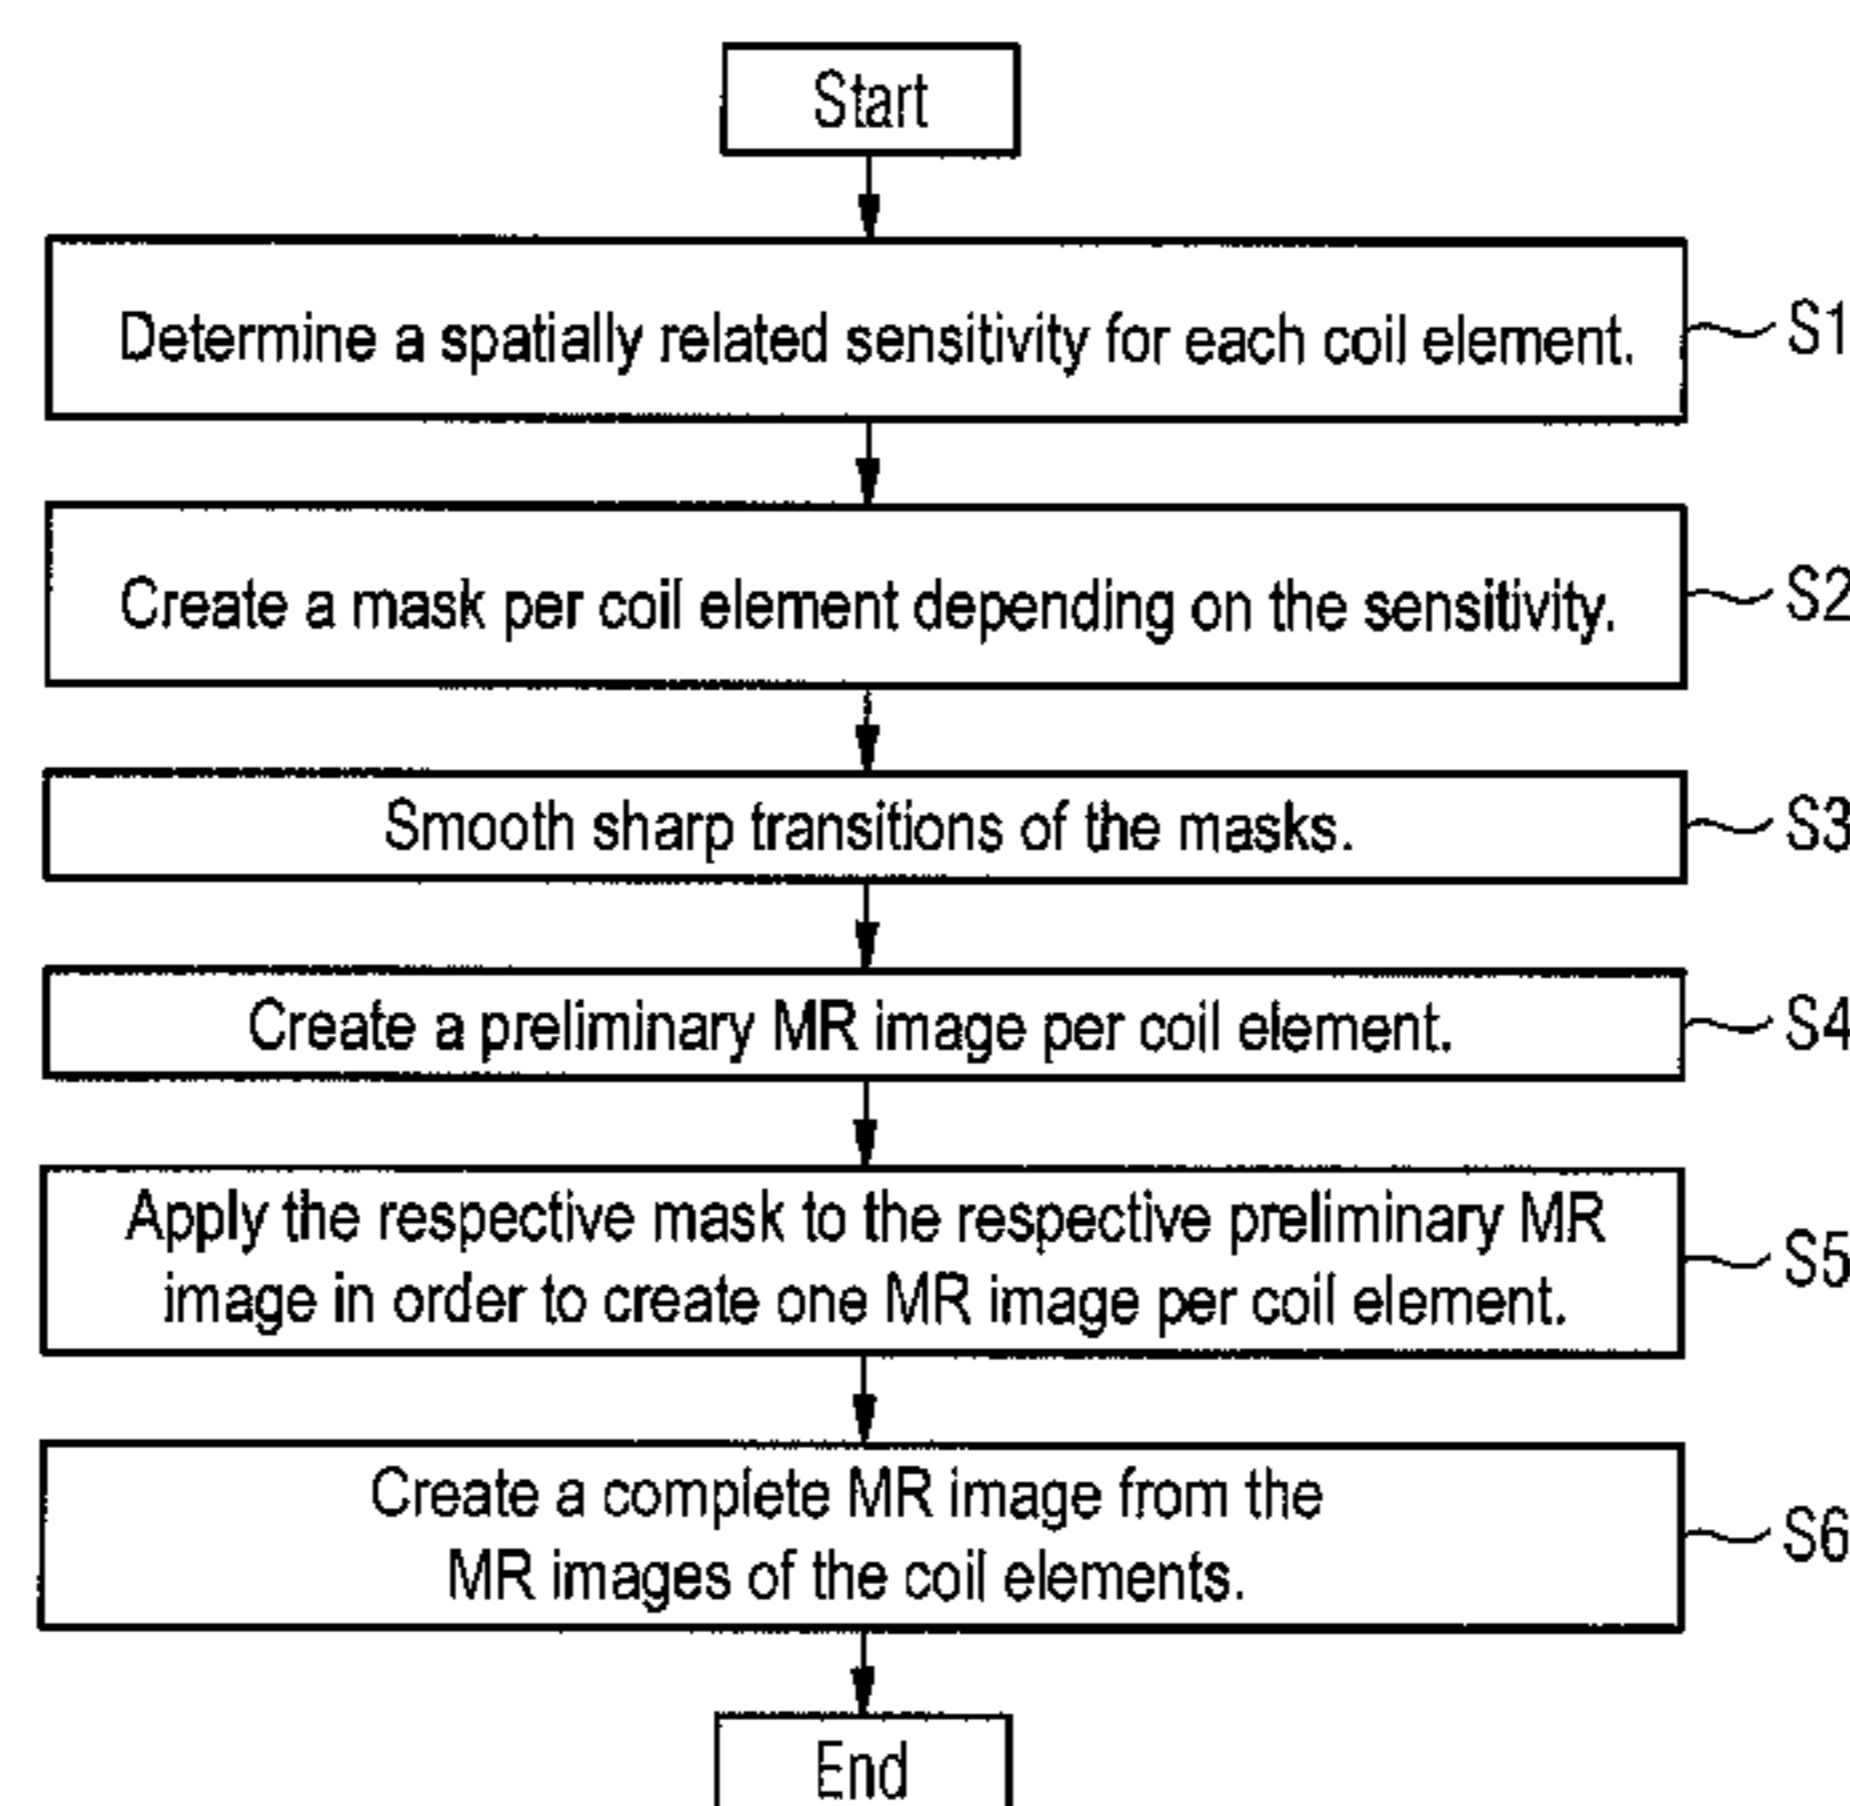 Start
Determine a spatially related sensitivity for each coil element.
S1
Create a mask per coil element depending on the sensitivity.
S2
Smooth sharp transitions of the masks.
S3
Create a preliminary MR image per coil element.
S4
Apply the respective mask to the respective preliminary MR
image in order to create one MR image per coil element.
S5
Create a complete MR image from the
MR images of the coil elements.
S6
End